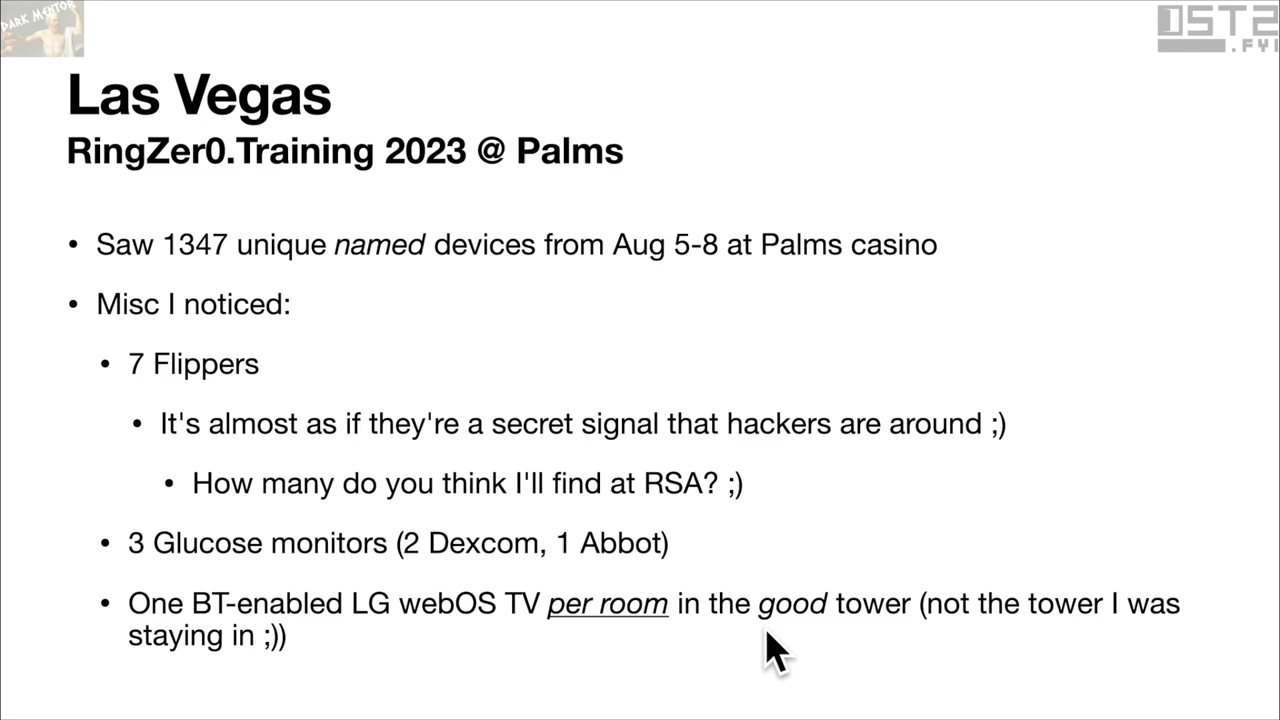 DARK MENTOR
OST2
.FYI
Las Vegas
RingZer0.Training 2023 @ Palms
• Saw 1347 unique named devices from Aug 5-8 at Palms casino
• Misc I noticed:
• 7 Flippers
• It's almost as if they're a secret signal that hackers are around ;)
• How many do you think I'll find at RSA? ;)
• 3 Glucose monitors (2 Dexcom, 1 Abbot)
• One BT-enabled LG webOS TV per room in the good tower (not the tower I was
staying in ;))